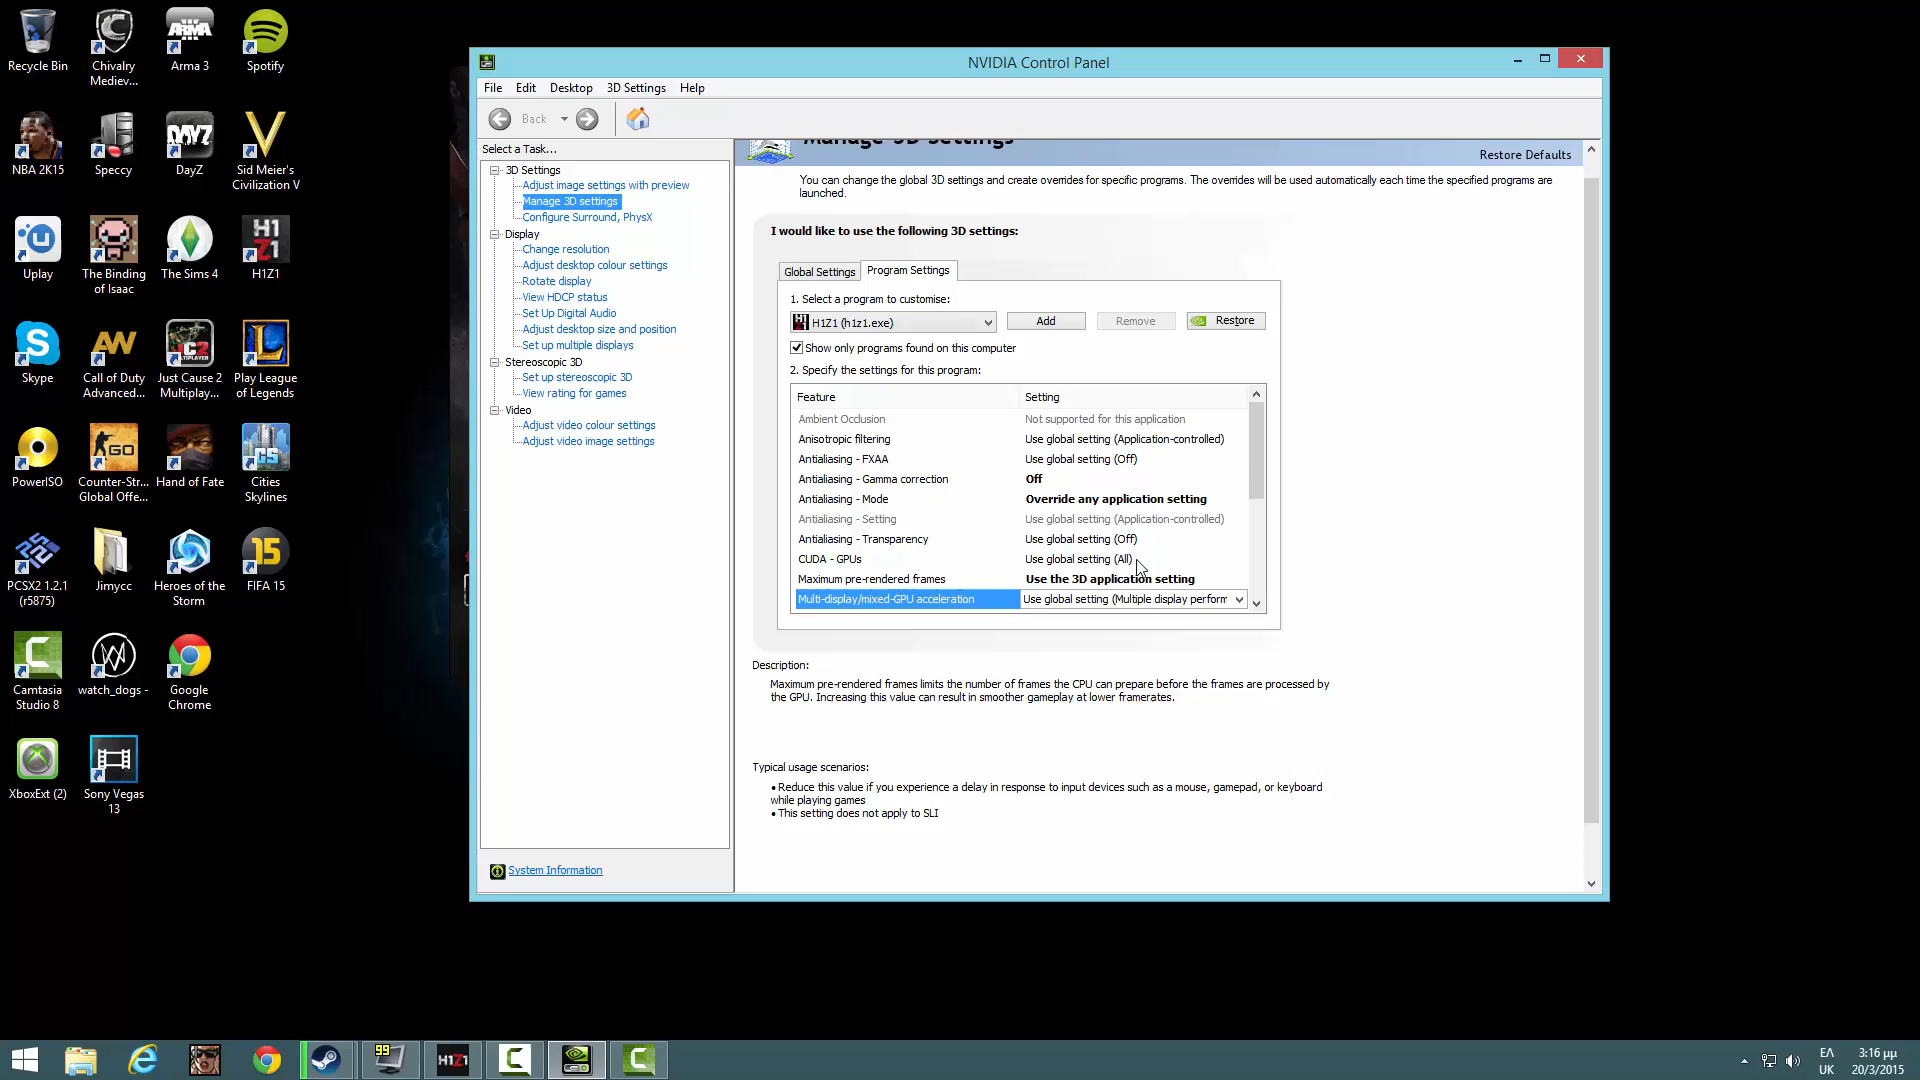 Recycle Bin
Chivalry
Mediev...
Arma 3
Spotify
NBA 2K15
Speccy
DayZ
Sid Meier's
Civilization V
Uplay
The Binding
of Isaac
The Sims 4
H1Z1
Skype
Call of Duty
Advanced...
Just Cause 2
Multiplay...
Play League
of Legends
PowerISO
Counter-Str...
Global Offe...
Hand of Fate
Cities
Skylines
PCSX2 1.2.1
(r5875)
Jimycc
Heroes of the
Storm
FIFA 15
Camtasia
Studio 8
watch_dogs -
Google
Chrome
XboxExt (2)
Sony Vegas
13
NVIDIA Control Panel
File Edit Desktop 3D Settings Help
Back
Select a Task...
3D Settings
Adjust image settings with preview
Manage 3D settings
Configure Surround, PhysX
Display
Change resolution
Adjust desktop colour settings
Rotate display
View HDCP status
Set Up Digital Audio
Adjust desktop size and position
Set up multiple displays
Stereoscopic 3D
Set up stereoscopic 3D
View rating for games
Video
Adjust video colour settings
Adjust video image settings
System Information
Manage 3D Settings
Restore Defaults
You can change the global 3D settings and create overrides for specific programs. The overrides will be used automatically each time the specified programs are
launched.
I would like to use the following 3D settings:
Global Settings Program Settings
1. Select a program to customise:
H1Z1 (h1z1.exe) Add Remove Restore
Show only programs found on this computer
2. Specify the settings for this program:
Feature Setting
Ambient Occlusion Not supported for this application
Anisotropic filtering Use global setting (Application-controlled)
Antialiasing - FXAA Use global setting (Off)
Antialiasing - Gamma correction Off
Antialiasing - Mode Override any application setting
Antialiasing - Setting Use global setting (Application-controlled)
Antialiasing - Transparency Use global setting (Off)
CUDA - GPUs Use global setting (All)
Maximum pre-rendered frames Use the 3D application setting
Multi-display/mixed-GPU acceleration Use global setting (Multiple display perform
Description:
Maximum pre-rendered frames limits the number of frames the CPU can prepare before the frames are processed by
the GPU. Increasing this value can result in smoother gameplay at lower framerates.
Typical usage scenarios:
• Reduce this value if you experience a delay in response to input devices such as a mouse, gamepad, or keyboard
while playing games
• This setting does not apply to SLI
99
H1Z1
ΕΛ
UK
3:16 μμ
20/3/2015